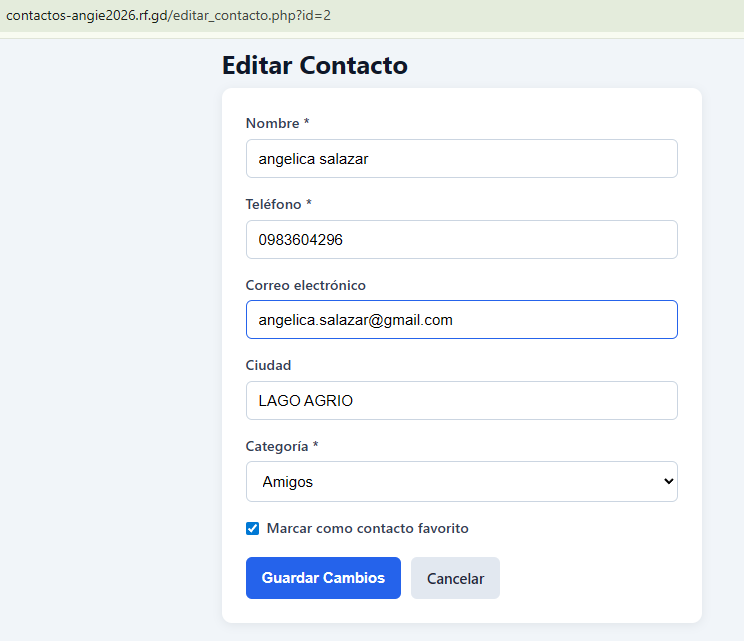 contactos-angie2026.rf.gd/editar_contacto.php?id=2
Editar Contacto
Nombre *
angelica salazar
Teléfono *
0983604296
Correo electrónico
angelica.salazar@gmail.com
Ciudad
LAGO AGRIO
Categoría *
Amigos
Marcar como contacto favorito
Guardar Cambios
Cancelar